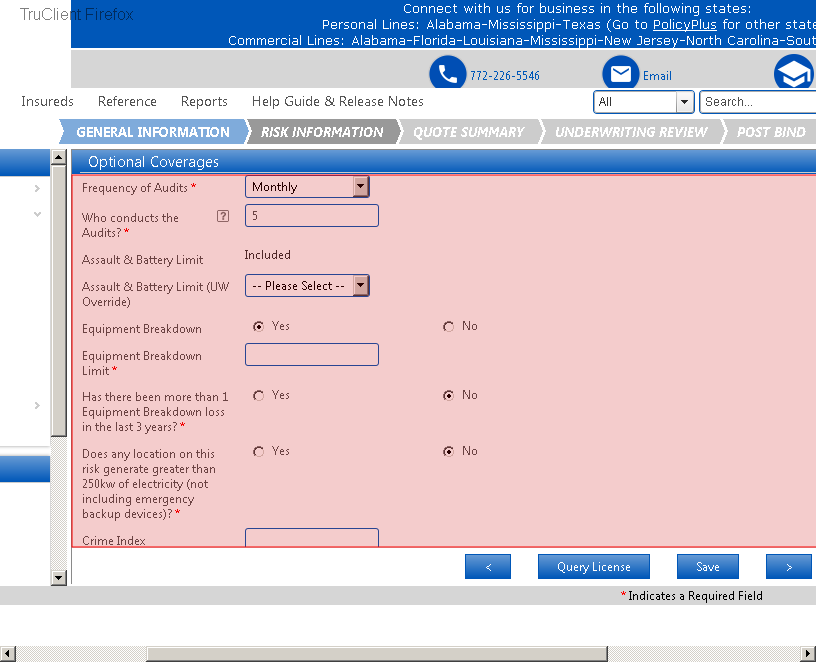 TruClient Firefox
Connect with us for business in the following states:
Personal Lines: Alabama-Mississippi-Texas (Go to PolicyPlus for other state
Commercial Lines: Alabama-Florida-Louisiana-Mississippi-New Jersey-North Carolina-Sout
772-226-5546
Email
Insureds Reference Reports Help Guide & Release Notes
All
Search...
GENERAL INFORMATION RISK INFORMATION QUOTE SUMMARY UNDERWRITING REVIEW POST BIND
Optional Coverages
Frequency of Audits * Monthly
Who conducts the ? 5
Audits? *
Assault & Battery Limit Included
Assault & Battery Limit (UW -- Please Select --
Override)
Equipment Breakdown Yes No
Equipment Breakdown
Limit *
Has there been more than 1 Yes No
Equipment Breakdown loss
in the last 3 years? *
Does any location on this Yes No
risk generate greater than
250kw of electricity (not
including emergency
backup devices)? *
Crime Index
< Query License Save >
* Indicates a Required Field